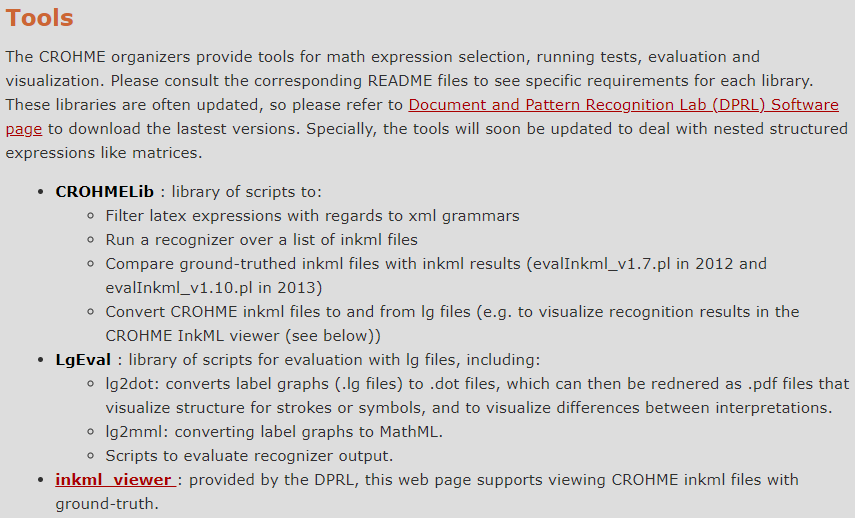 Tools
The CROHME organizers provide tools for math expression selection, running tests, evaluation and
visualization. Please consult the corresponding README files to see specific requirements for each library.
These libraries are often updated, so please refer to Document and Pattern Recognition Lab (DPRL) Software
page to download the lastest versions. Specially, the tools will soon be updated to deal with nested structured
expressions like matrices.
• CROHMELib : library of scripts to:
◦ Filter latex expressions with regards to xml grammars
◦ Run a recognizer over a list of inkml files
◦ Compare ground-truthed inkml files with inkml results (evalInkml_v1.7.pl in 2012 and
evalInkml_v1.10.pl in 2013)
◦ Convert CROHME inkml files to and from lg files (e.g. to visualize recognition results in the
CROHME InkML viewer (see below))
• LgEval : library of scripts for evaluation with lg files, including:
◦ lg2dot: converts label graphs (.lg files) to .dot files, which can then be rednered as .pdf files that
visualize structure for strokes or symbols, and to visualize differences between interpretations.
◦ lg2mml: converting label graphs to MathML.
◦ Scripts to evaluate recognizer output.
• inkml_viewer : provided by the DPRL, this web page supports viewing CROHME inkml files with
ground-truth.